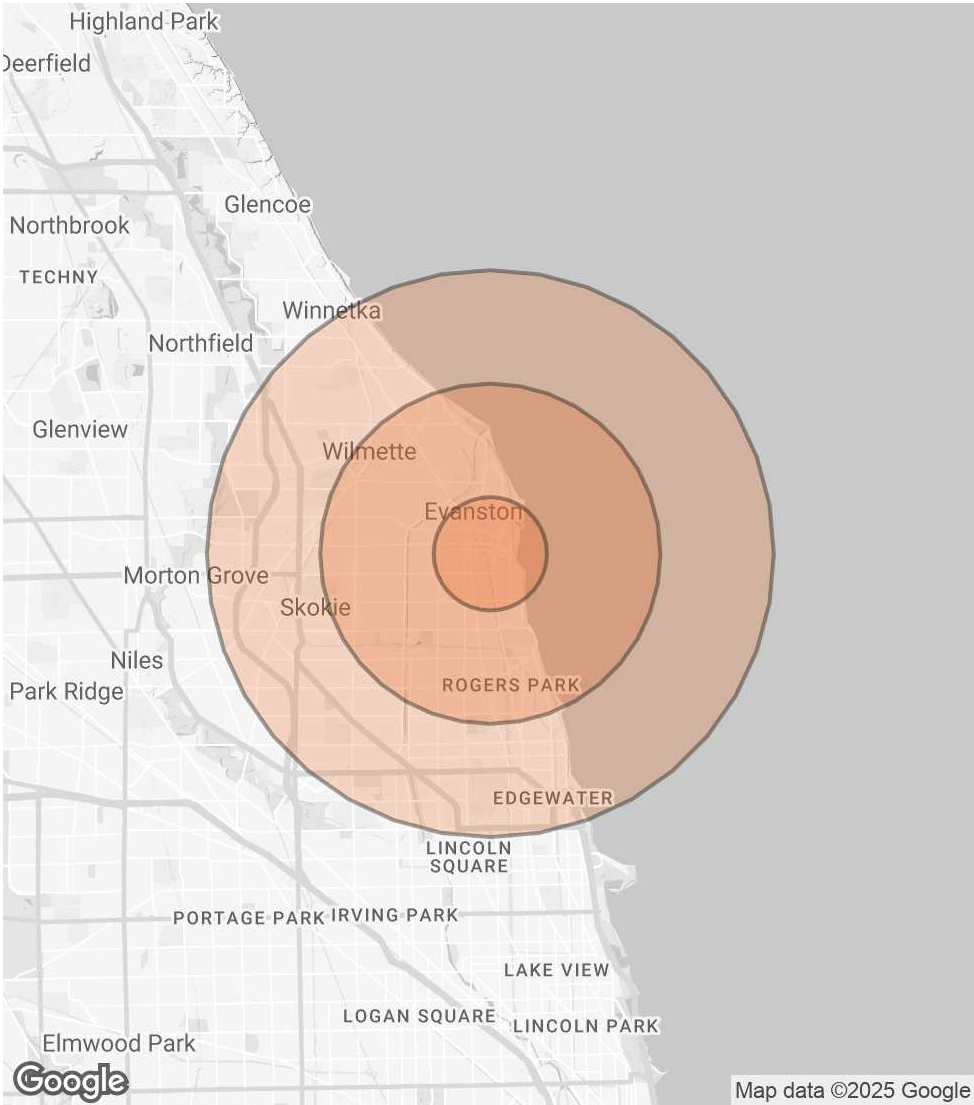 Highland Park
Deerfield
Glencoe
Northbrook
TECHNY
Winnetka
Northfield
Glenview
Wilmette
Evanston
Morton Grove
Skokie
Niles
ROGERS PARK
Park Ridge
EDGEWATER
LINCOLN
SQUARE
PORTAGE PARK
IRVING PARK
LAKE VIEW
LOGAN SQUARE
LINCOLN PARK
Elmwood Park
Google
Map data ©2025 Google